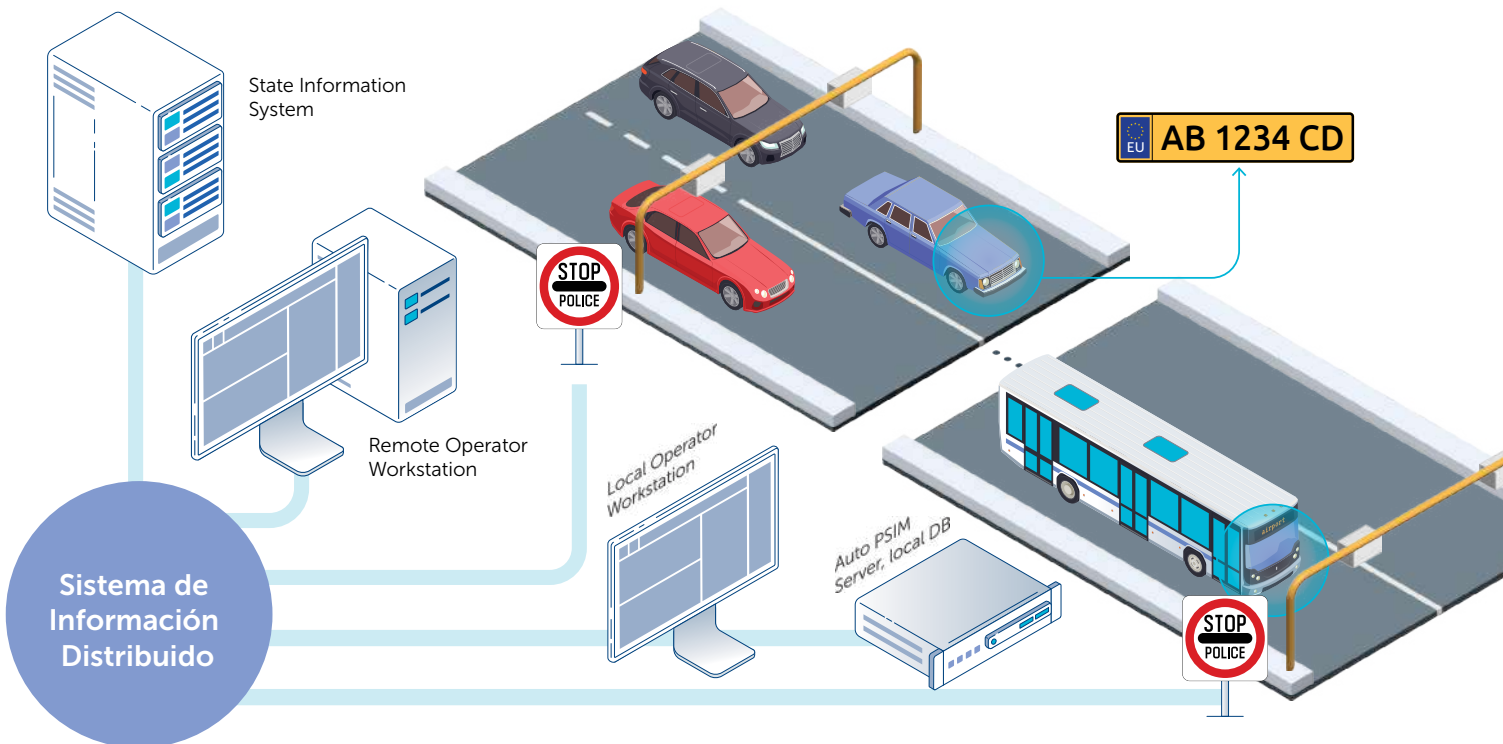 State Information
System
EU AB 1234 CD
STOP
POLICE
Remote Operator
Workstation
Local Operator
Workstation
Auto PSIM
Server, local DB
airport
Sistema de
Información
Distribuido
STOP
POLICE